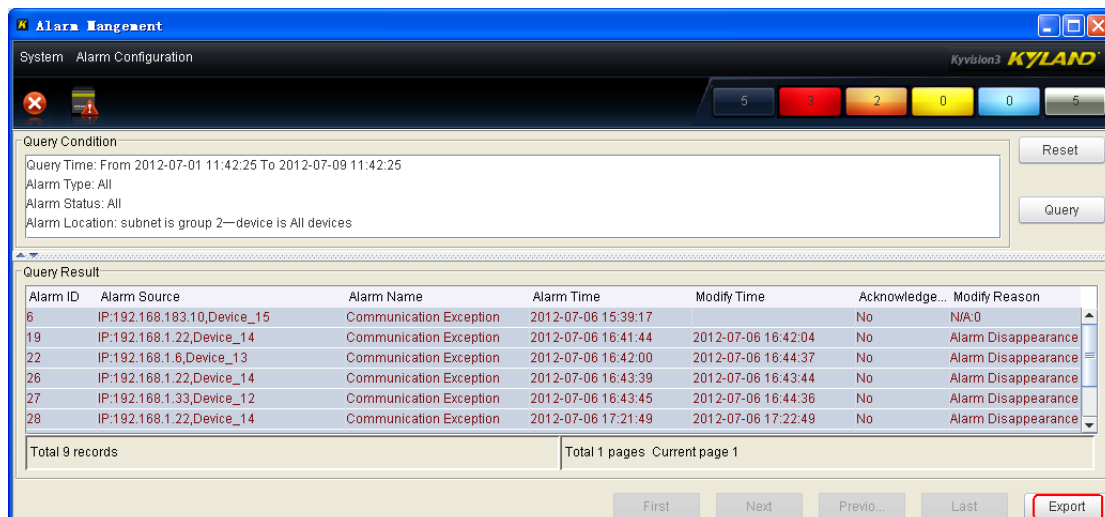 Alarm Mangement
System Alarm Configuration
Kyvision3 KYLAND
5 3 2 0 0 5
Query Condition
Query Time: From 2012-07-01 11:42:25 To 2012-07-09 11:42:25
Alarm Type: All
Alarm Status: All
Alarm Location: subnet is group 2—device is All devices
Reset
Query
Query Result
Alarm ID Alarm Source Alarm Name Alarm Time Modify Time Acknowledge... Modify Reason
6 IP:192.168.183.10,Device_15 Communication Exception 2012-07-06 15:39:17 No N/A:0
19 IP:192.168.1.22,Device_14 Communication Exception 2012-07-06 16:41:44 2012-07-06 16:42:04 No Alarm Disappearance
22 IP:192.168.1.6,Device_13 Communication Exception 2012-07-06 16:42:00 2012-07-06 16:44:37 No Alarm Disappearance
26 IP:192.168.1.22,Device_14 Communication Exception 2012-07-06 16:43:39 2012-07-06 16:43:44 No Alarm Disappearance
27 IP:192.168.1.33,Device_12 Communication Exception 2012-07-06 16:43:45 2012-07-06 16:44:36 No Alarm Disappearance
28 IP:192.168.1.22,Device_14 Communication Exception 2012-07-06 17:21:49 2012-07-06 17:22:49 No Alarm Disappearance
Total 9 records
Total 1 pages Current page 1
First Next Previo... Last Export